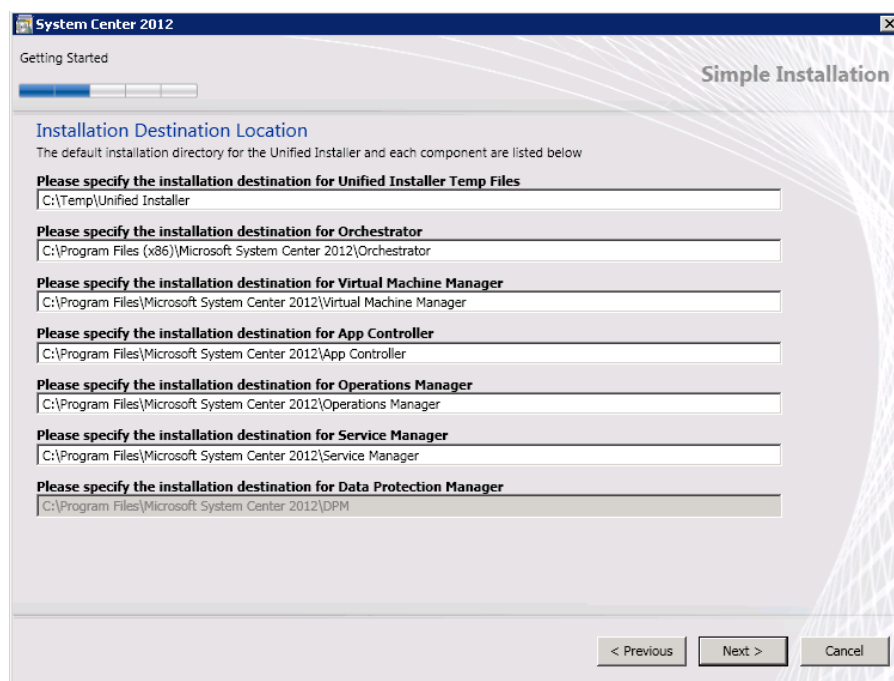 System Center 2012
Getting Started
Simple Installation
Installation Destination Location
The default installation directory for the Unified Installer and each component are listed below
Please specify the installation destination for Unified Installer Temp Files
C:\Temp\Unified Installer
Please specify the installation destination for Orchestrator
C:\Program Files (x86)\Microsoft System Center 2012\Orchestrator
Please specify the installation destination for Virtual Machine Manager
C:\Program Files\Microsoft System Center 2012\Virtual Machine Manager
Please specify the installation destination for App Controller
C:\Program Files\Microsoft System Center 2012\App Controller
Please specify the installation destination for Operations Manager
C:\Program Files\Microsoft System Center 2012\Operations Manager
Please specify the installation destination for Service Manager
C:\Program Files\Microsoft System Center 2012\Service Manager
Please specify the installation destination for Data Protection Manager
C:\Program Files\Microsoft System Center 2012\DPM
< Previous
Next >
Cancel